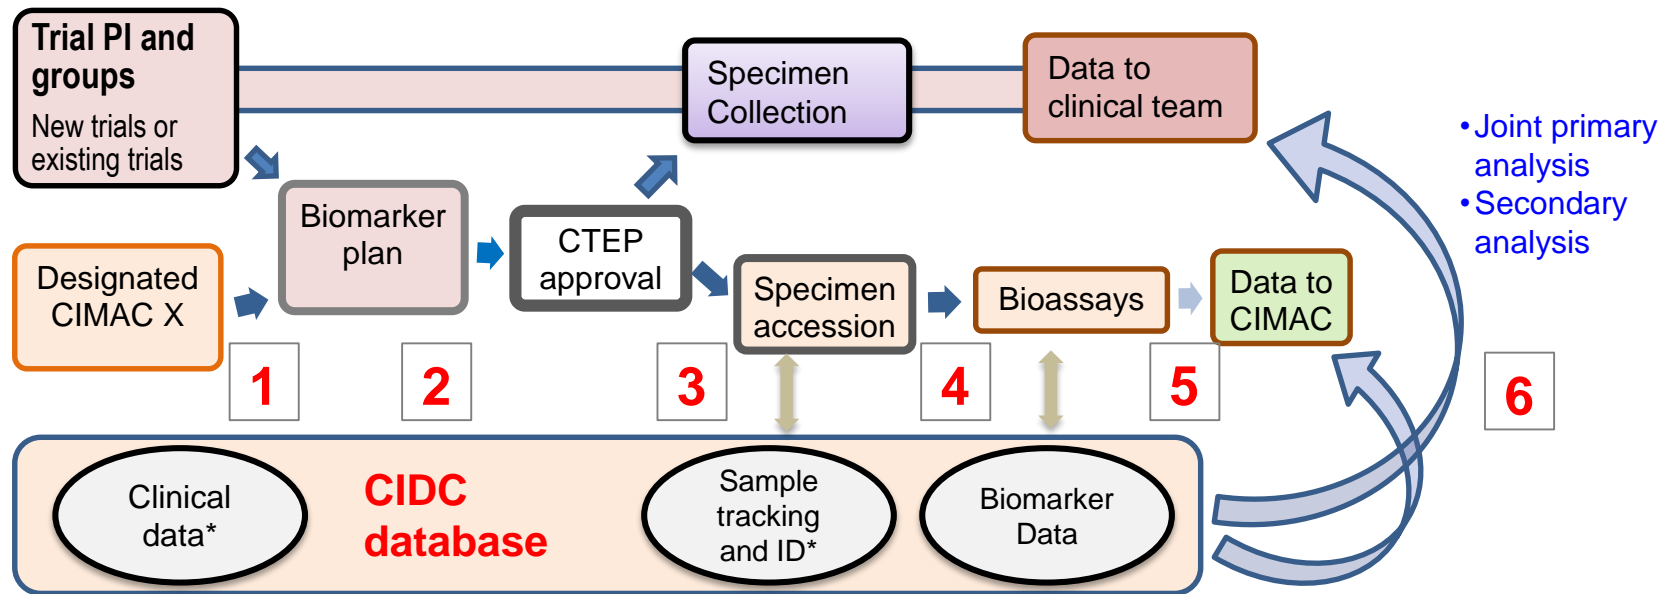 Trial PI and
groups
New trials or
existing trials
Specimen
Collection
Data to
clinical team
•Joint primary
analysis
•Secondary
analysis
Biomarker
plan
CTEP
approval
Designated
CIMAC X
Specimen
accession
Bioassays
Data to
CIMAC
1
2
3
4
5
6
Clinical
data*
CIDC
database
Sample
tracking
and ID*
Biomarker
Data